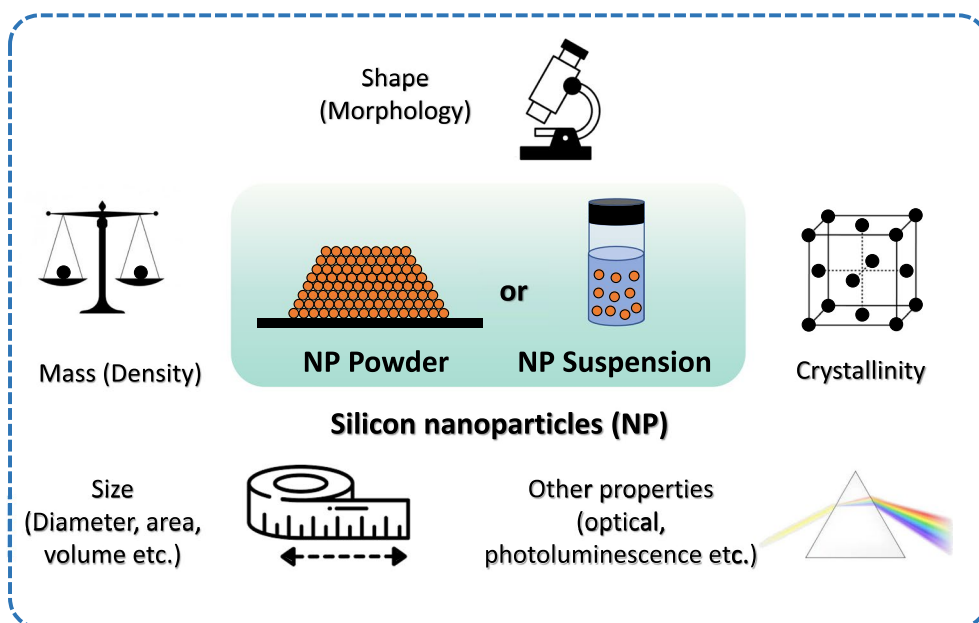 Shape
(Morphology)
or
NP Powder
NP Suspension
Mass (Density)
Crystallinity
Silicon nanoparticles (NP)
Size
(Diameter, area,
volume etc.)
Other properties
(optical,
photoluminescence etc.)